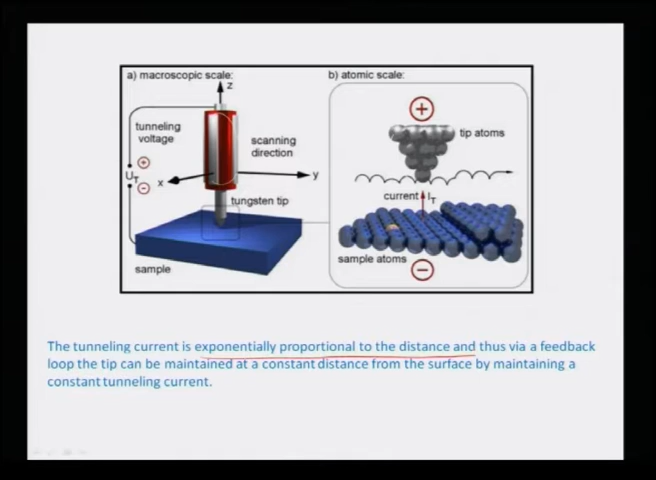 a) macroscopic scale:
b) atomic scale:
z
tunneling
voltage
scanning
direction
U_T
x
y
tungsten tip
sample
tip atoms
current I_T
sample atoms
The tunneling current is exponentially proportional to the distance and thus via a feedback
loop the tip can be maintained at a constant distance from the surface by maintaining a
constant tunneling current.